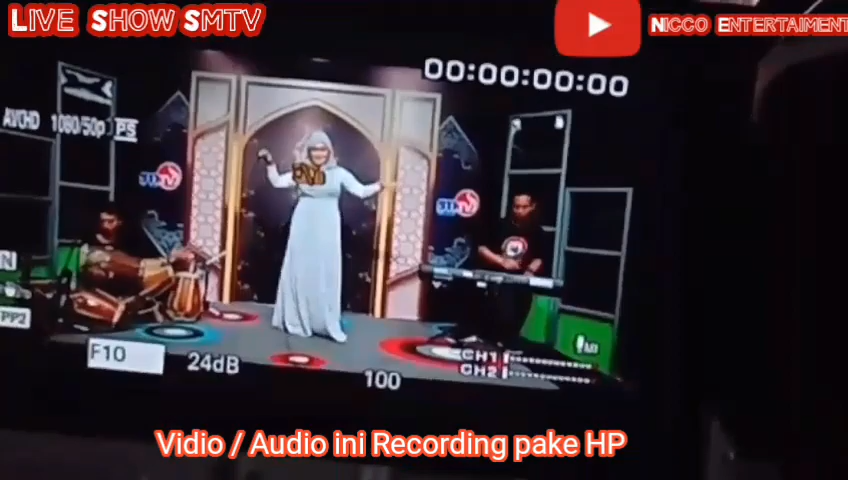 LIVE SHOW SMTV
NICCO ENTERTAIMENT
00:00:00:00
AVCHD 1080/50p PS
N
PP2
F10
24dB
100
CH1
CH2
Vidio / Audio ini Recording pake HP